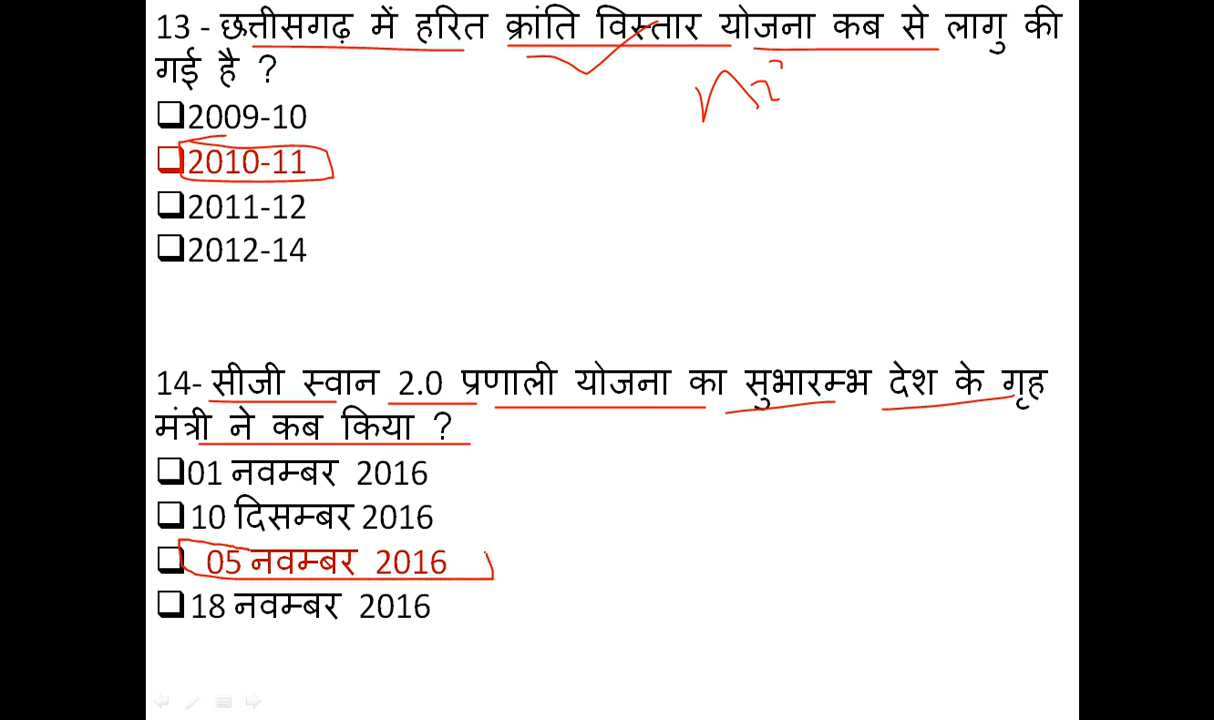 13 - छत्तीसगढ़ में हरित क्रांति विस्तार योजना कब से लागु की
गई है ?
❑2009-10
❑2010-11
❑2011-12
❑2012-14
14- सीजी स्वान 2.0 प्रणाली योजना का सुभारम्भ देश के गृह
मंत्री ने कब किया ?
❑01 नवम्बर 2016
❑10 दिसम्बर 2016
❑ 05 नवम्बर 2016
❑18 नवम्बर 2016